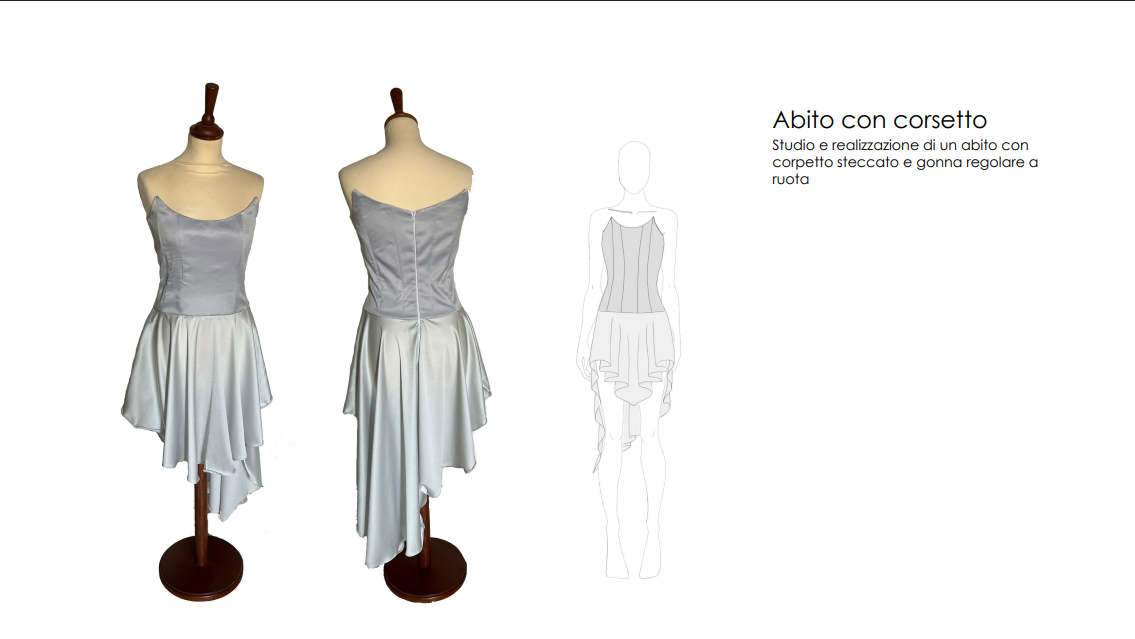 Abito con corsetto
Studio e realizzazione di un abito con
corpetto steccato e gonna regolare a
ruota